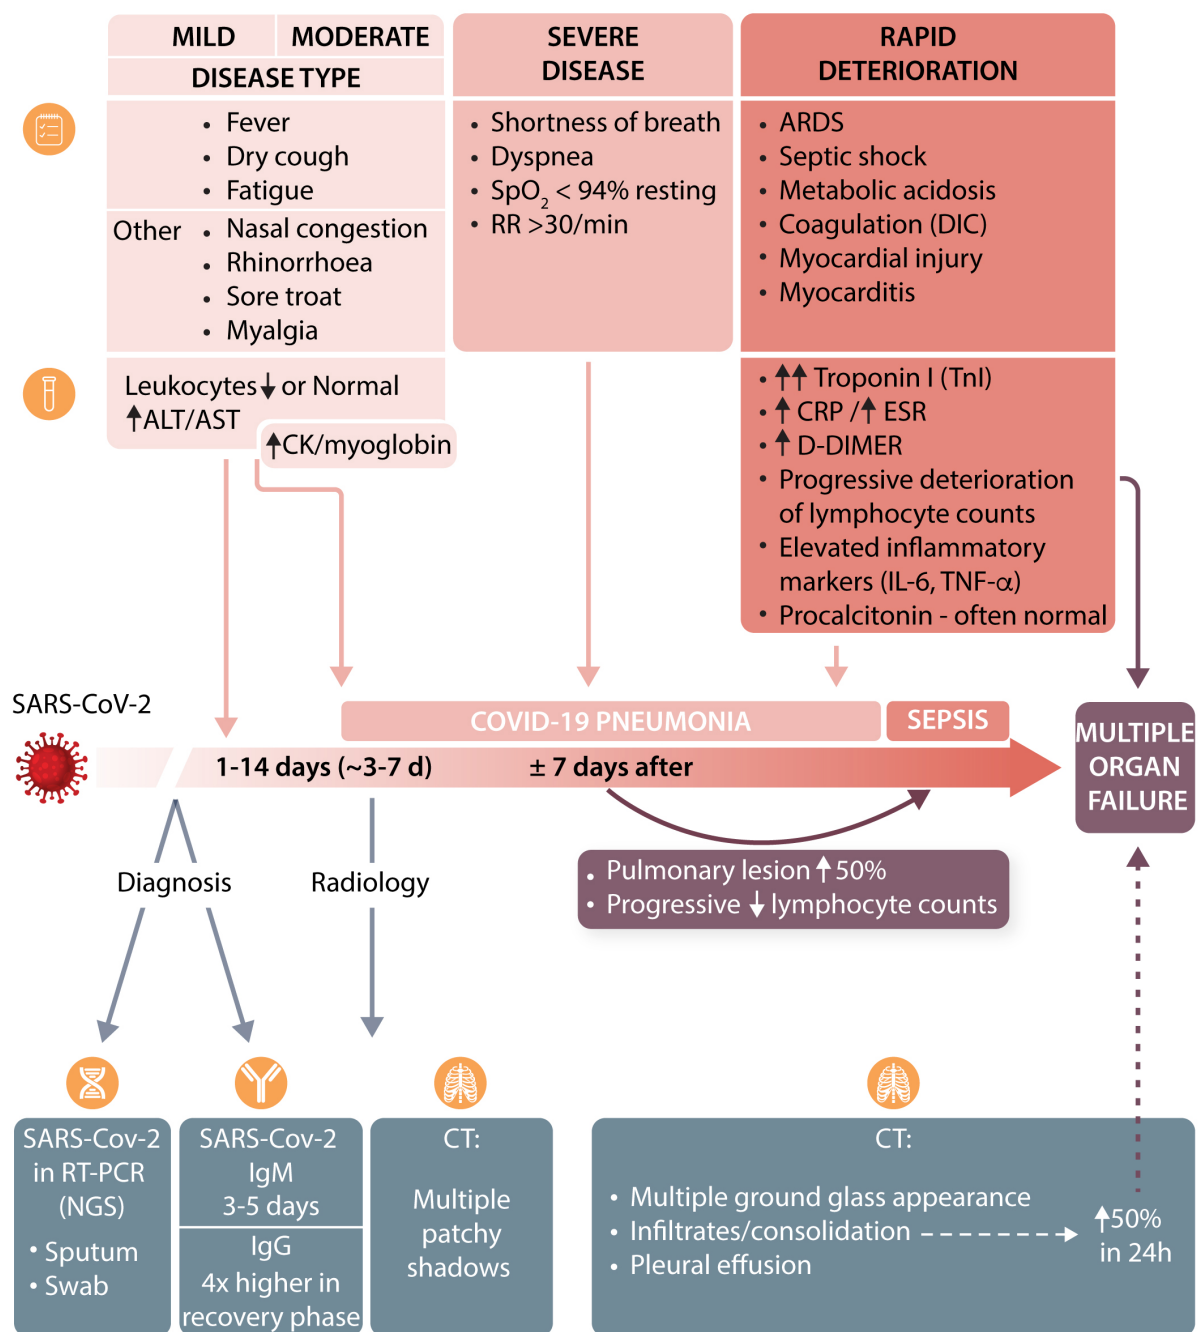 MILD
MODERATE
DISEASE TYPE
• Fever
• Dry cough
• Fatigue
Other
• Nasal congestion
• Rhinorrhoea
• Sore troat
• Myalgia
Leukocytes↓ or Normal
↑ALT/AST
↑CK/myoglobin
SEVERE
DISEASE
• Shortness of breath
• Dyspnea
• SpO₂ < 94% resting
• RR >30/min
RAPID
DETERIORATION
• ARDS
• Septic shock
• Metabolic acidosis
• Coagulation (DIC)
• Myocardial injury
• Myocarditis
• ↑↑ Troponin I (TnI)
• ↑ CRP /↑ ESR
• ↑ D-DIMER
• Progressive deterioration
of lymphocyte counts
• Elevated inflammatory
markers (IL-6, TNF-α)
• Procalcitonin - often normal
SARS-CoV-2
COVID-19 PNEUMONIA
SEPSIS
1-14 days (~3-7 d)
± 7 days after
MULTIPLE
ORGAN
FAILURE
• Pulmonary lesion ↑ 50%
• Progressive ↓ lymphocyte counts
Diagnosis
Radiology
SARS-Cov-2
in RT-PCR
(NGS)
• Sputum
• Swab
SARS-Cov-2
IgM
3-5 days
IgG
4x higher in
recovery phase
CT:
Multiple
patchy
shadows
CT:
• Multiple ground glass appearance
• Infiltrates/consolidation
• Pleural effusion
↑50%
in 24h